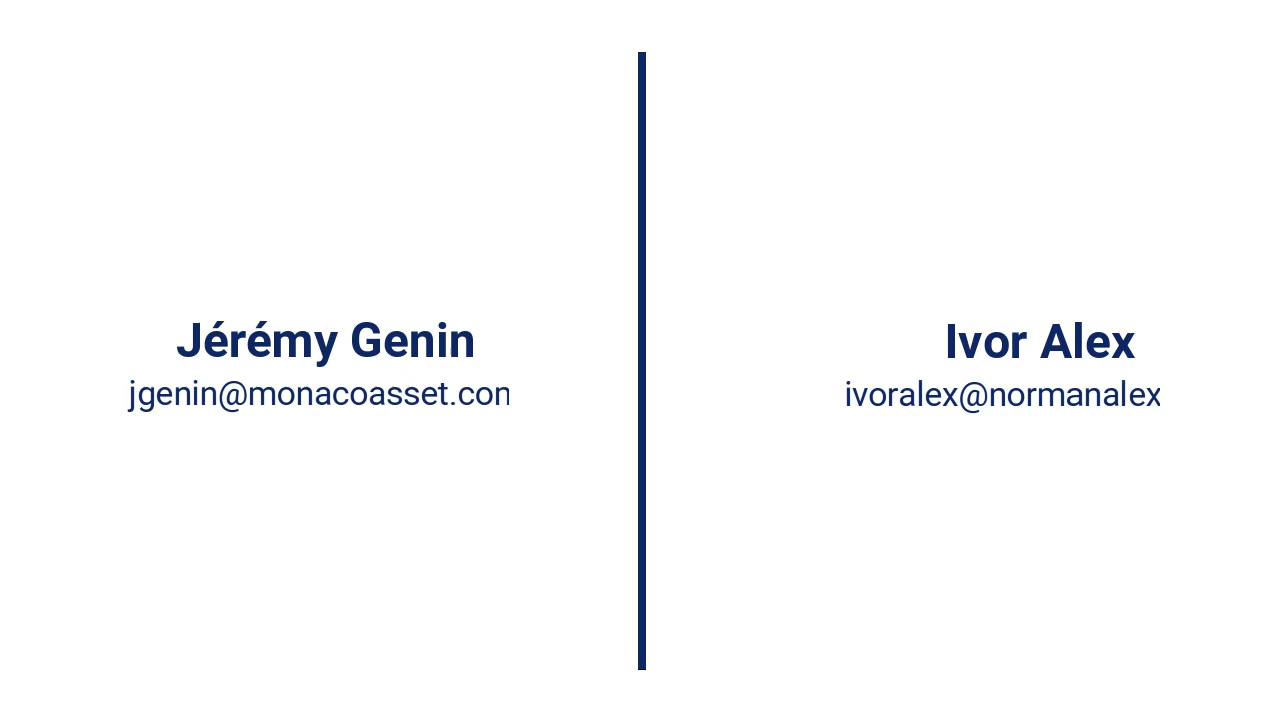 Jérémy Genin
jgenin@monacoasset.con
Ivor Alex
ivoralex@normanalex